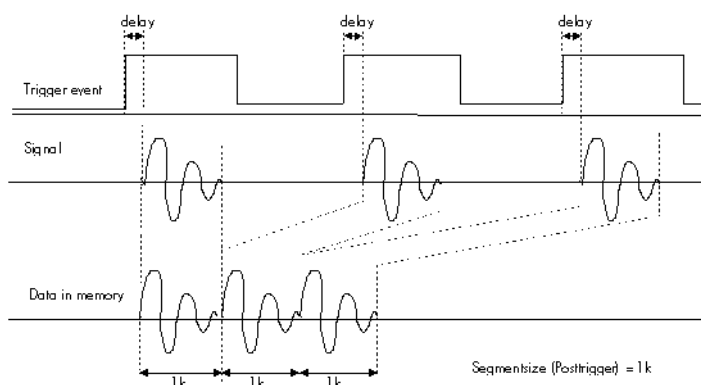 delay delay delay
Trigger event
Signal
Data in memory
1k 1k 1k
Segmentsize (Posttrigger) = 1k